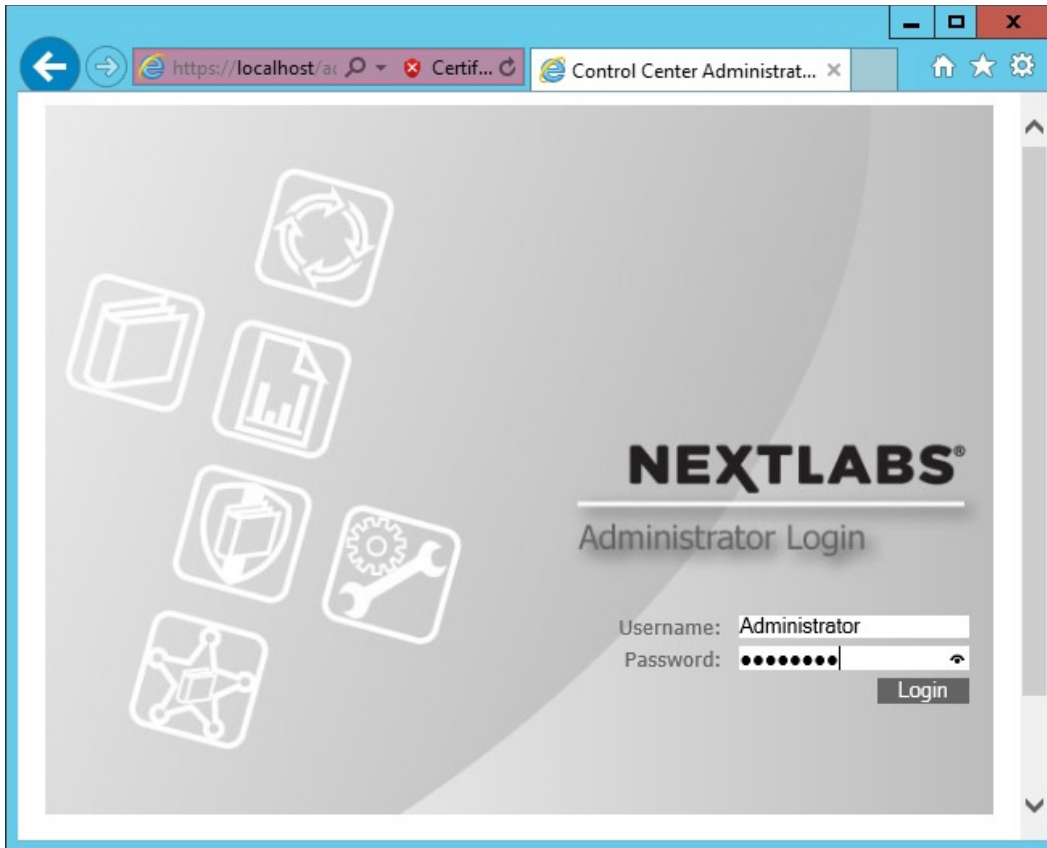 https://localhost/ac
Certif...
Control Center Administrat...
NEXTLABS®
Administrator Login
Username: Administrator
Password: ●●●●●●●●
Login